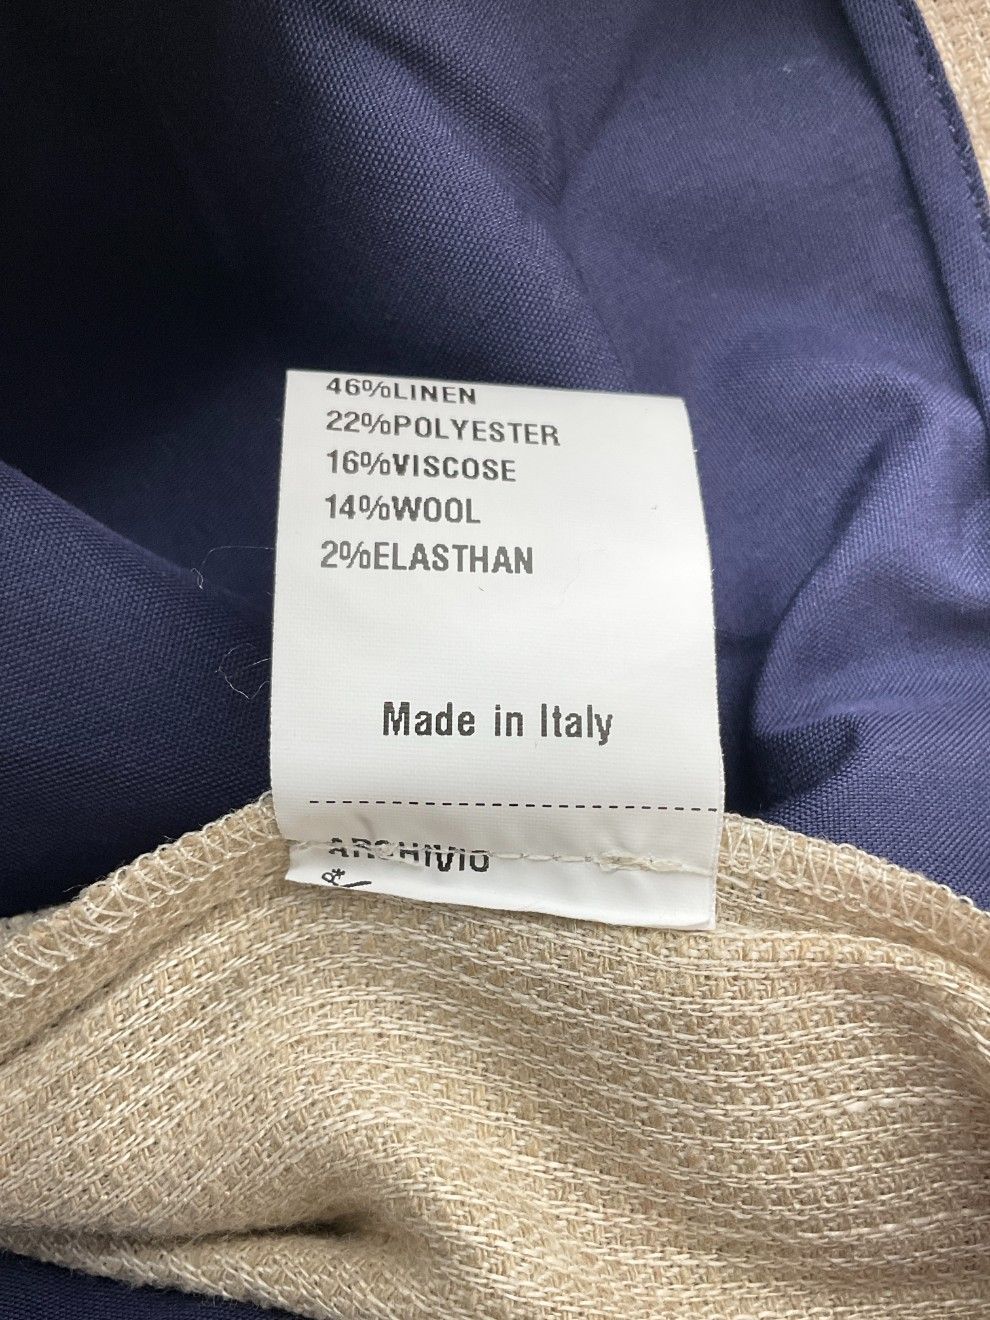 46%LINEN
22%POLYESTER
16%VISCOSE
14%WOOL
2%ELASTHAN
Made in Italy
ARCHIVIO